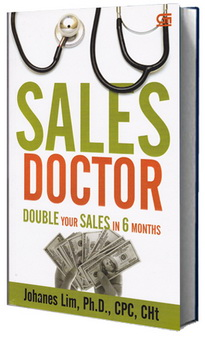 SALES
DOCTOR
DOUBLE YOUR SALES IN 6 MONTHS
Johanes Lim, Ph.D., CPC, CHt